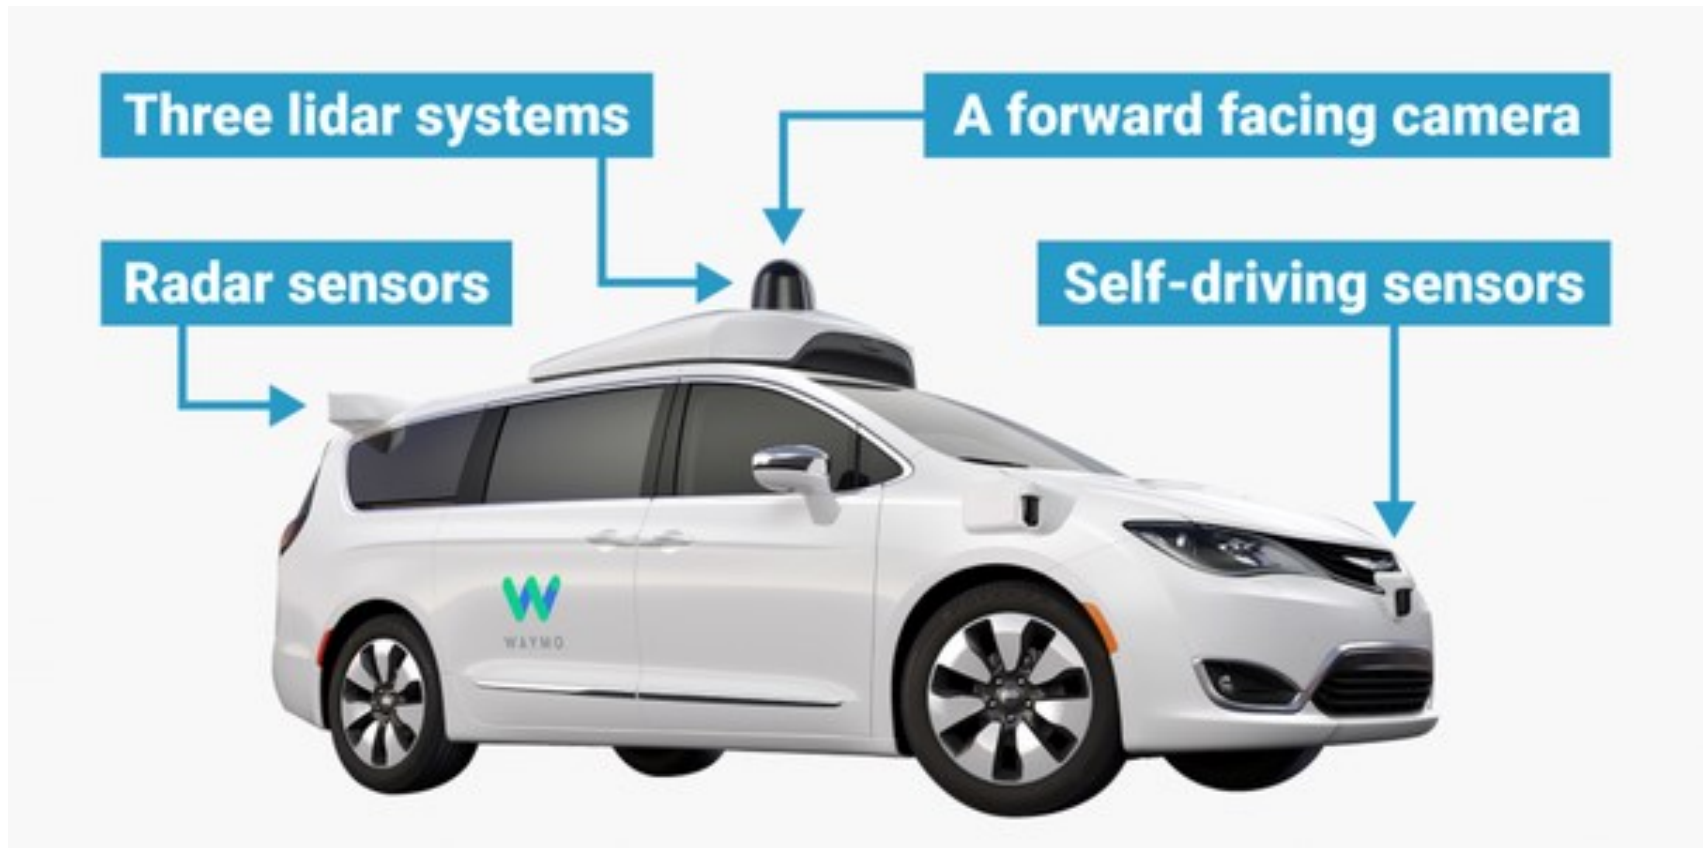 Three lidar systems
A forward facing camera
Radar sensors
Self-driving sensors
WAYMO